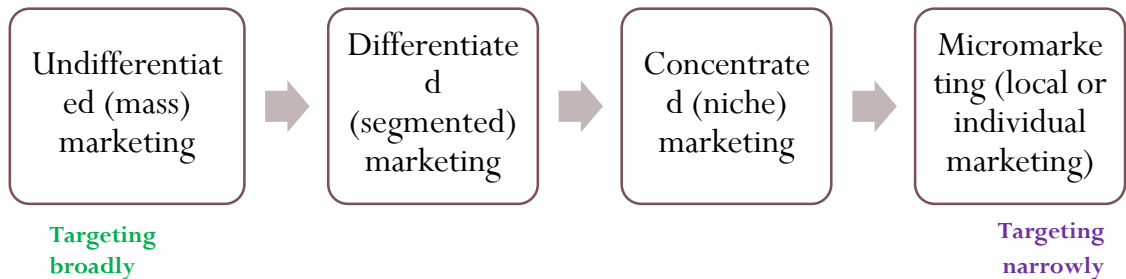 Undifferentiat
ed (mass)
marketing
Differentiate
d
(segmented)
marketing
Concentrate
d (niche)
marketing
Micromarke
ting (local or
individual
marketing)
Targeting
broadly
Targeting
narrowly